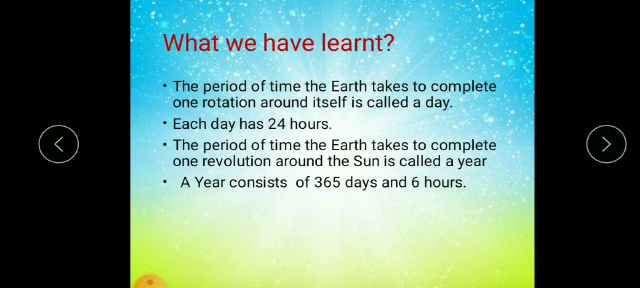 What we have learnt?
• The period of time the Earth takes to complete
one rotation around itself is called a day.
• Each day has 24 hours.
• The period of time the Earth takes to complete
one revolution around the Sun is called a year
• A Year consists of 365 days and 6 hours.